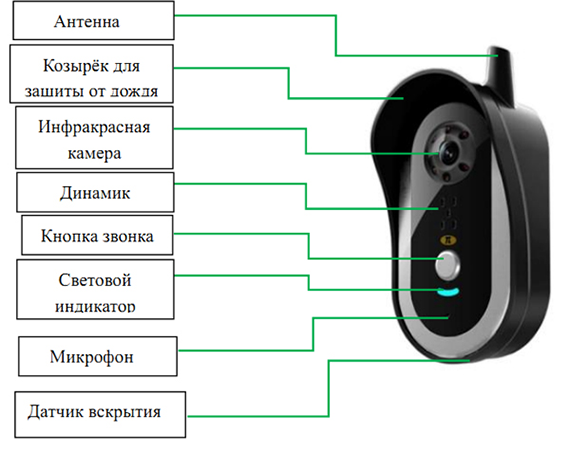 Антенна
Козырёк для
защиты от дождя
Инфракрасная
камера
Динамик
Кнопка звонка
Световой
индикатор
Микрофон
Датчик вскрытия